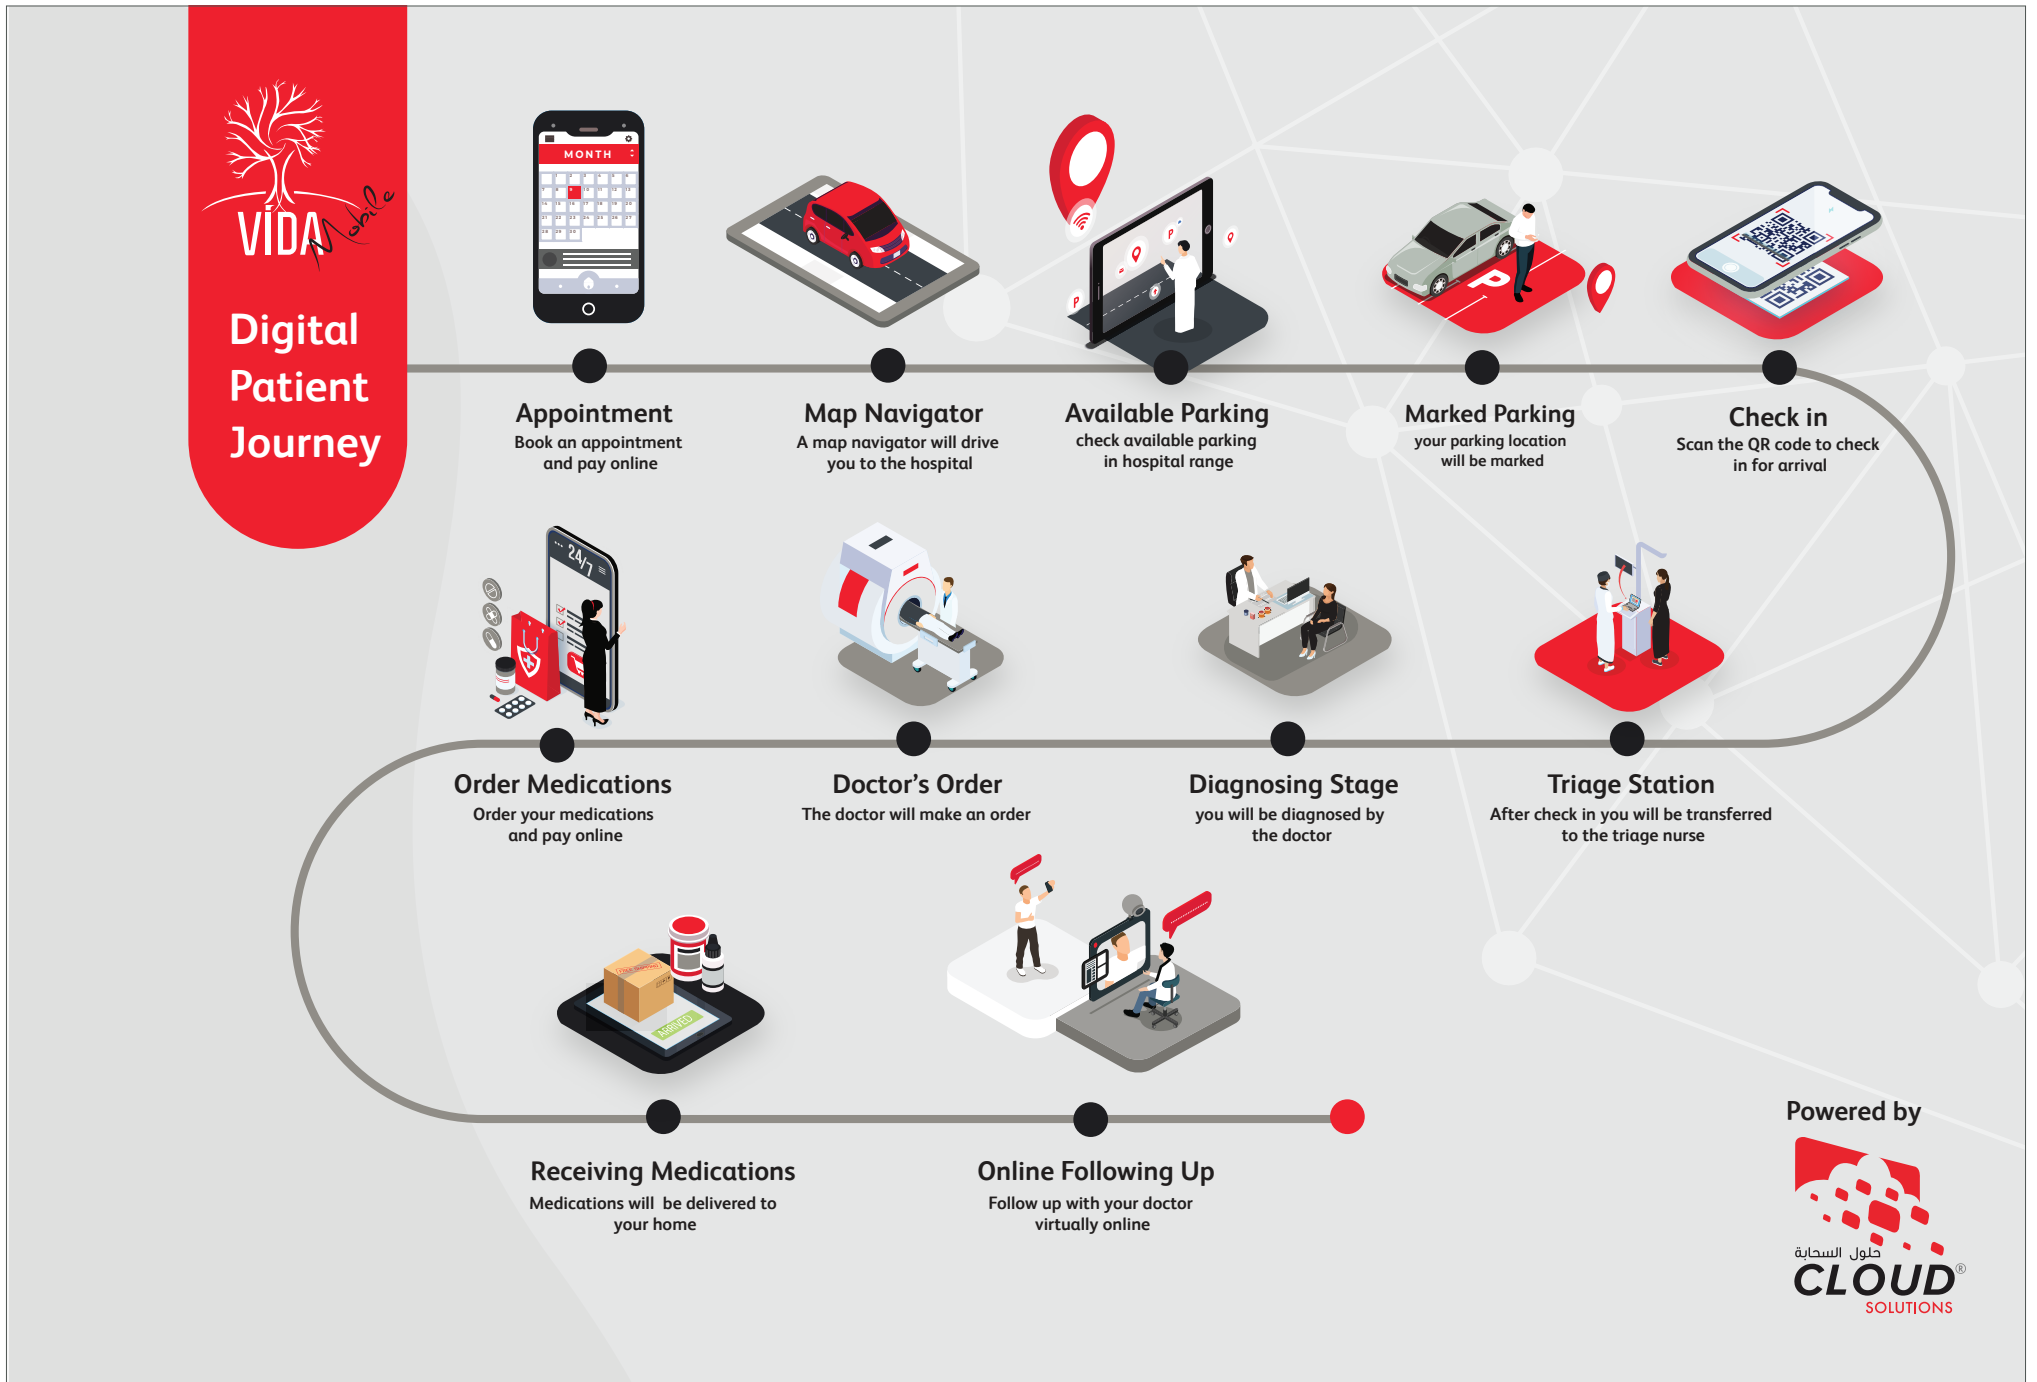 VIDA
Mobile
Digital
Patient
Journey
MONTH
P
P
P
Appointment
Book an appointment
and pay online
Map Navigator
A map navigator will drive
you to the hospital
Available Parking
check available parking
in hospital range
Marked Parking
your parking location
will be marked
Check in
Scan the QR code to check
in for arrival
24/7
Order Medications
Order your medications
and pay online
Doctor’s Order
The doctor will make an order
Diagnosing Stage
you will be diagnosed by
the doctor
Triage Station
After check in you will be transferred
to the triage nurse
ARRIVED
Receiving Medications
Medications will be delivered to
your home
Online Following Up
Follow up with your doctor
virtually online
Powered by
حلول السحابة
CLOUD®
SOLUTIONS